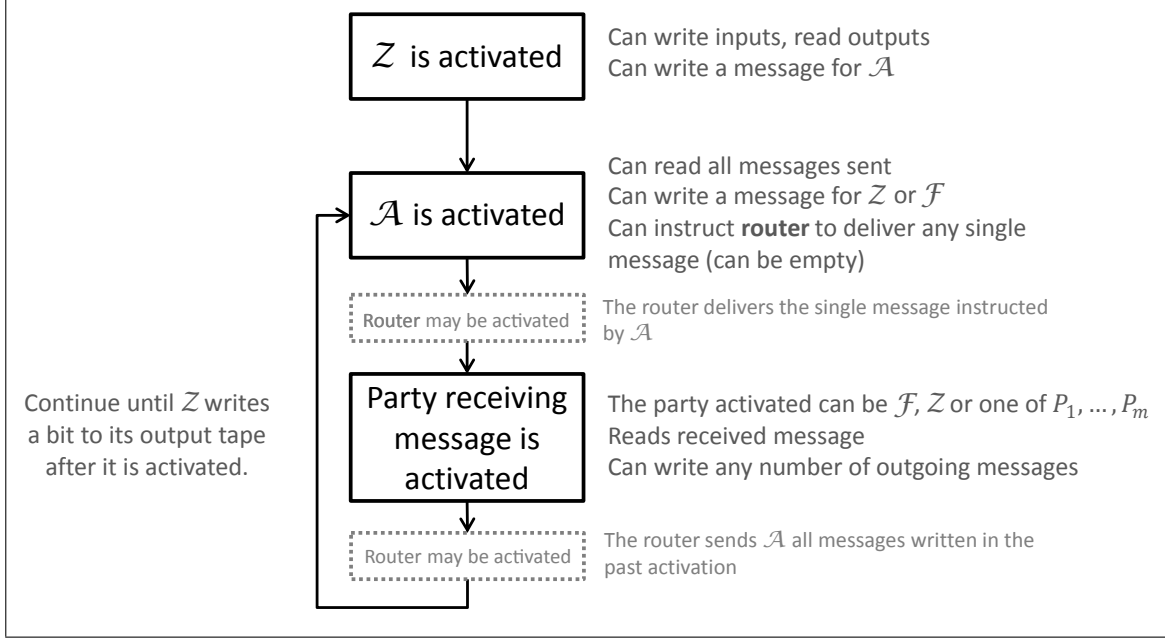 𝒵 is activated
Can write inputs, read outputs
Can write a message for 𝒜
𝒜 is activated
Can read all messages sent
Can write a message for 𝒵 or ℱ
Can instruct router to deliver any single
message (can be empty)
Router may be activated
The router delivers the single message instructed
by 𝒜
Continue until 𝒵 writes
a bit to its output tape
after it is activated.
Party receiving
message is
activated
The party activated can be ℱ, 𝒵 or one of P₁, … , Pₘ
Reads received message
Can write any number of outgoing messages
Router may be activated
The router sends 𝒜 all messages written in the
past activation